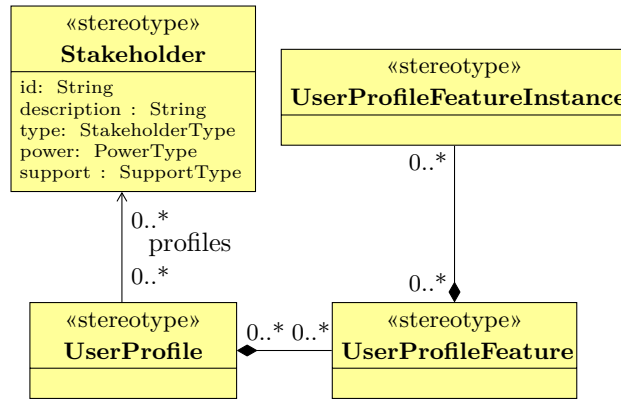 «stereotype»
Stakeholder
id: String
description : String
type: StakeholderType
power: PowerType
support : SupportType
«stereotype»
UserProfileFeatureInstance
0..*
0..*
profiles
0..*
0..*
«stereotype»
UserProfile
0..* 0..*
«stereotype»
UserProfileFeature